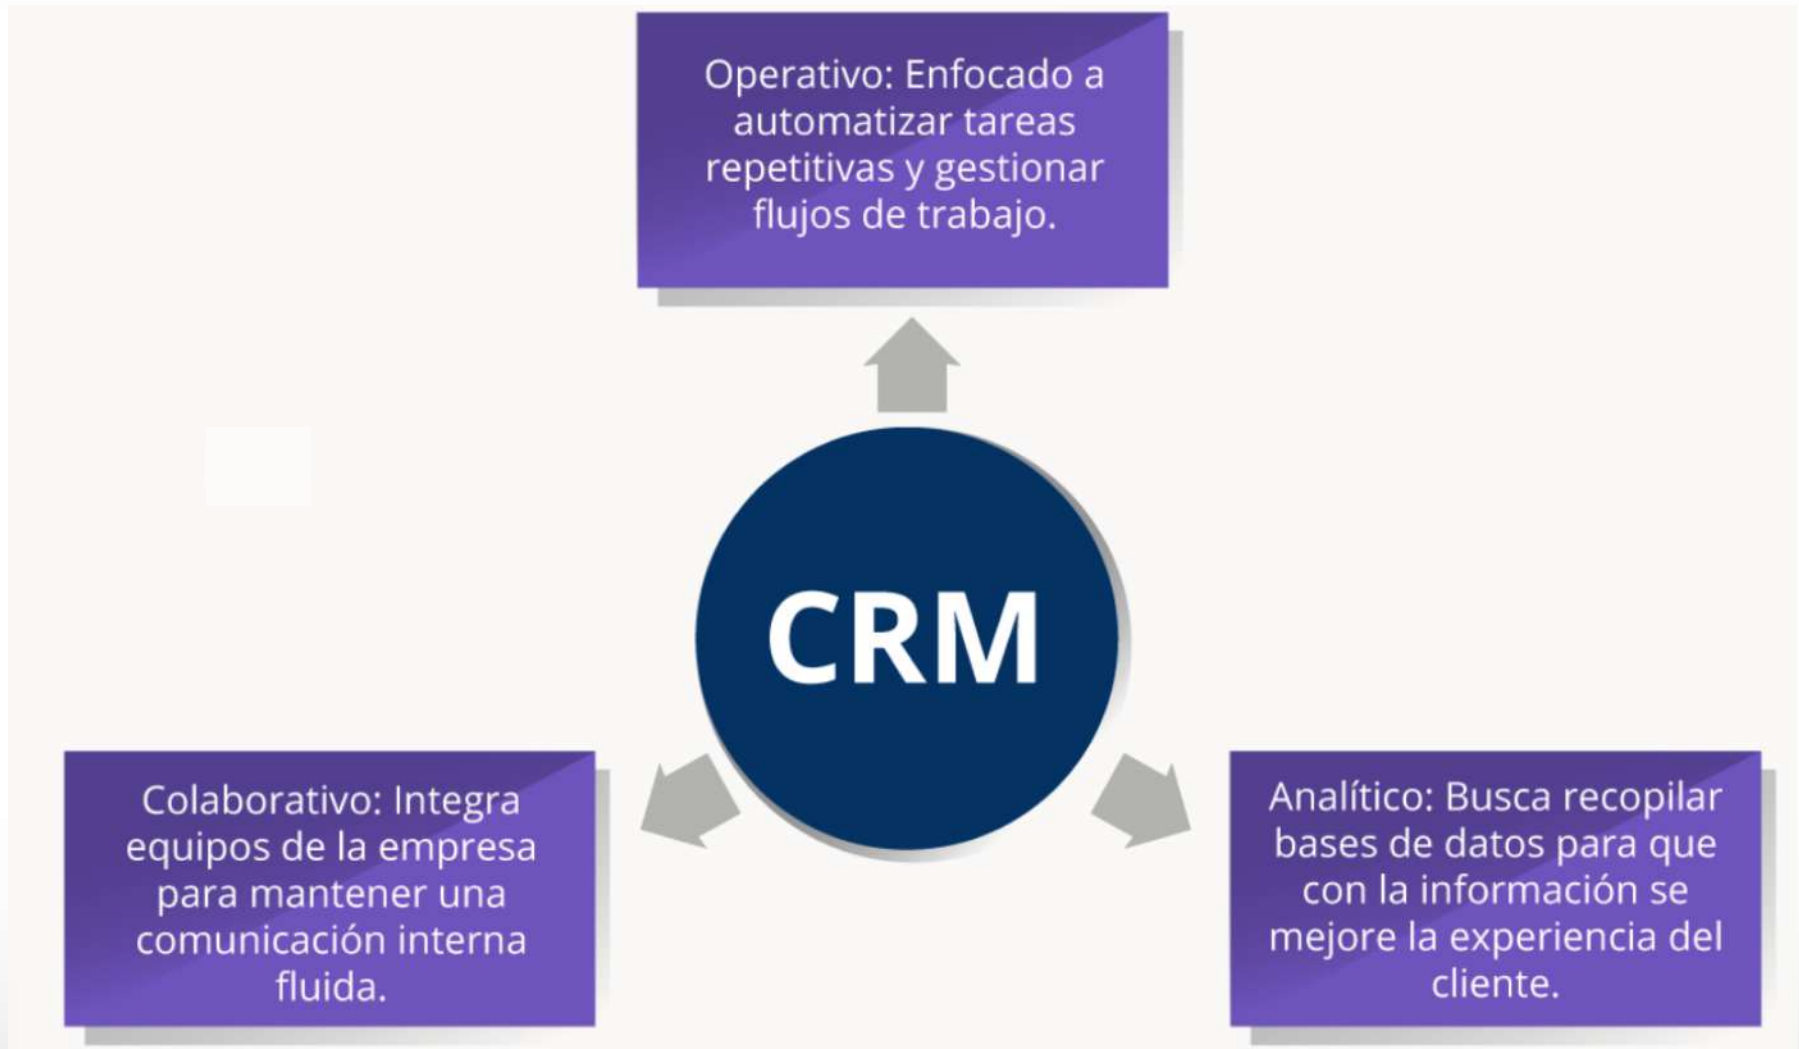 Operativo: Enfocado a
automatizar tareas
repetitivas y gestionar
flujos de trabajo.
CRM
Colaborativo: Integra
equipos de la empresa
para mantener una
comunicación interna
fluida.
Analítico: Busca recopilar
bases de datos para que
con la información se
mejore la experiencia del
cliente.